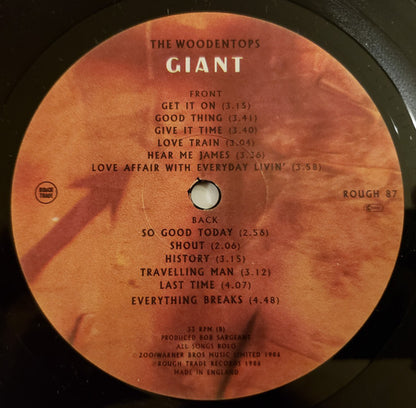 THE WOODENTOPS
GIANT
FRONT
GET IT ON (3.15)
GOOD THING (3.41)
GIVE IT TIME (3.40)
LOVE TRAIN (3.04)
HEAR ME JAMES (3.36)
LOVE AFFAIR WITH EVERYDAY LIVIN' (3.58)
ROUGH TRADE
ROUGH 87
BACK
SO GOOD TODAY (2.58)
SHOUT (2.06)
HISTORY (3.15)
TRAVELLING MAN (3.12)
LAST TIME (4.07)
EVERYTHING BREAKS (4.48)
33 RPM (B)
PRODUCED BOB SARGEANT
ALL SONGS ROLO
ZOO/WARNER BROS MUSIC LIMITED 1986
ROUGH TRADE RECORDS 1986
MADE IN ENGLAND